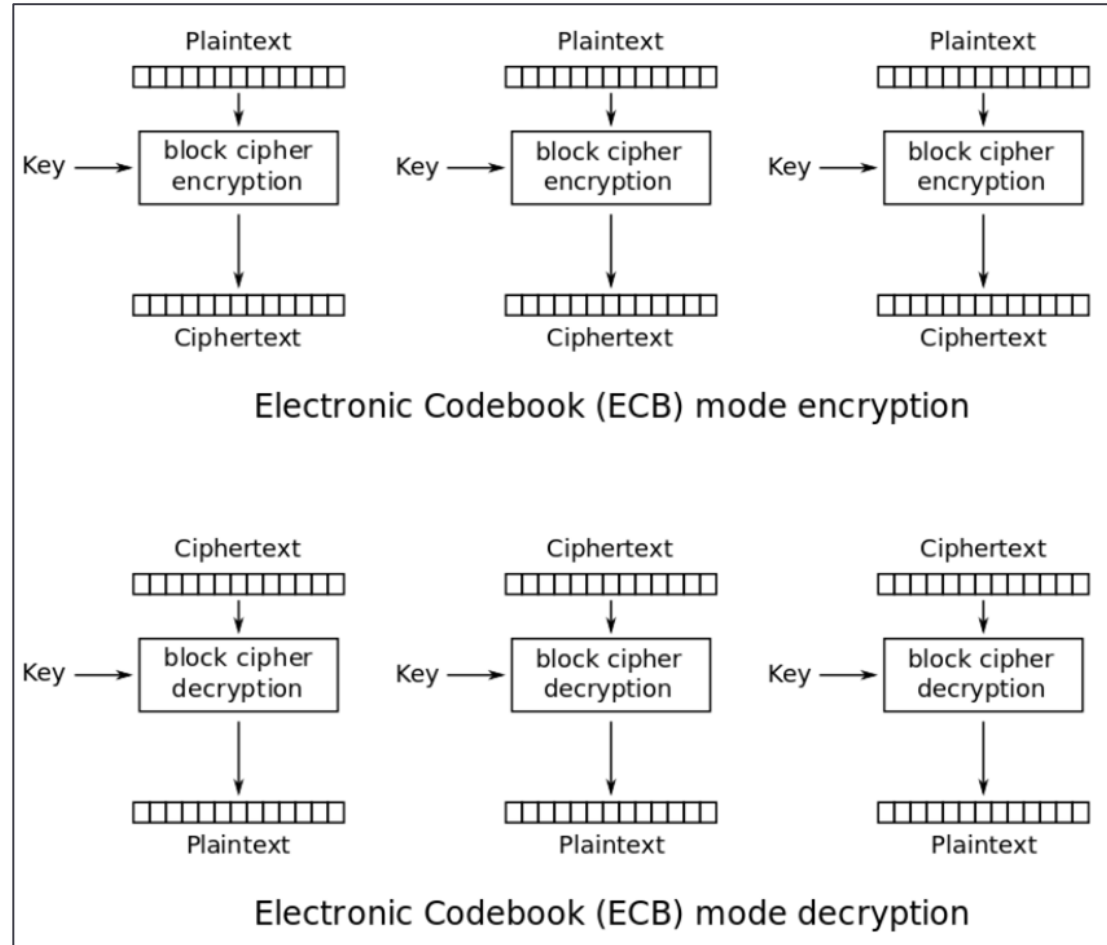 Plaintext Plaintext Plaintext
Key block cipher encryption Key block cipher encryption Key block cipher encryption
Ciphertext Ciphertext Ciphertext
Electronic Codebook (ECB) mode encryption
Ciphertext Ciphertext Ciphertext
Key block cipher decryption Key block cipher decryption Key block cipher decryption
Plaintext Plaintext Plaintext
Electronic Codebook (ECB) mode decryption